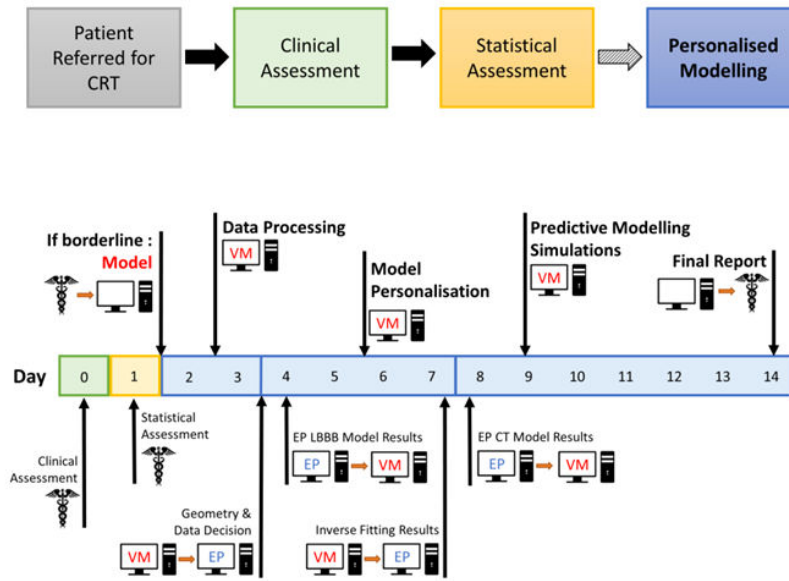 Patient
Referred for
CRT
Clinical
Assessment
Statistical
Assessment
Personalised
Modelling
If borderline :
Model
Data Processing
VM
Model
Personalisation
VM
Predictive Modelling
Simulations
VM
Final Report
Day
0
1
2
3
4
5
6
7
8
9
10
11
12
13
14
Clinical
Assessment
Statistical
Assessment
Geometry &
Data Decision
VM
EP
EP LBBB Model Results
EP
VM
Inverse Fitting Results
VM
EP
EP CT Model Results
EP
VM